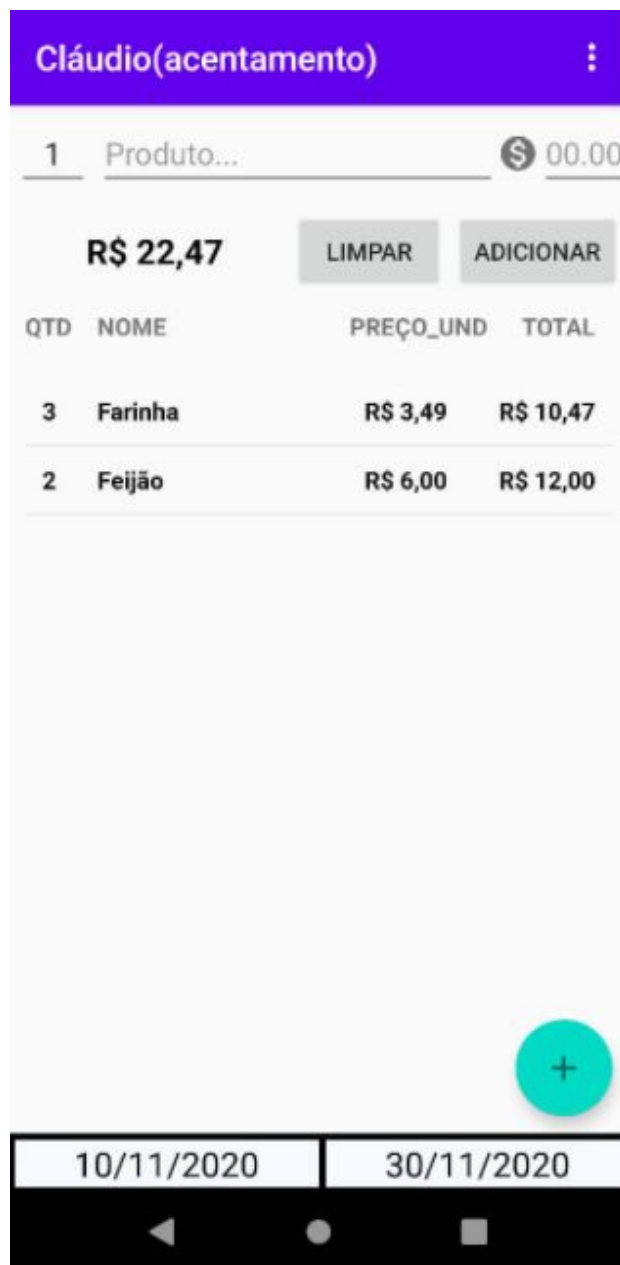 Cláudio(acentamento)
1 Produto... $ 00.00
R$ 22,47 LIMPAR ADICIONAR
QTD NOME PREÇO_UND TOTAL
3 Farinha R$ 3,49 R$ 10,47
2 Feijão R$ 6,00 R$ 12,00
+
10/11/2020 30/11/2020